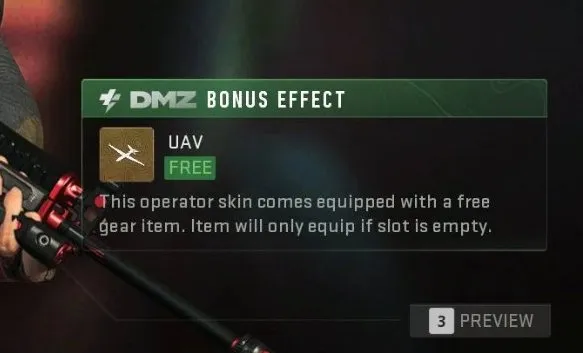 DMZ BONUS EFFECT
UAV
FREE
This operator skin comes equipped with a free
gear item. Item will only equip if slot is empty.
3 PREVIEW